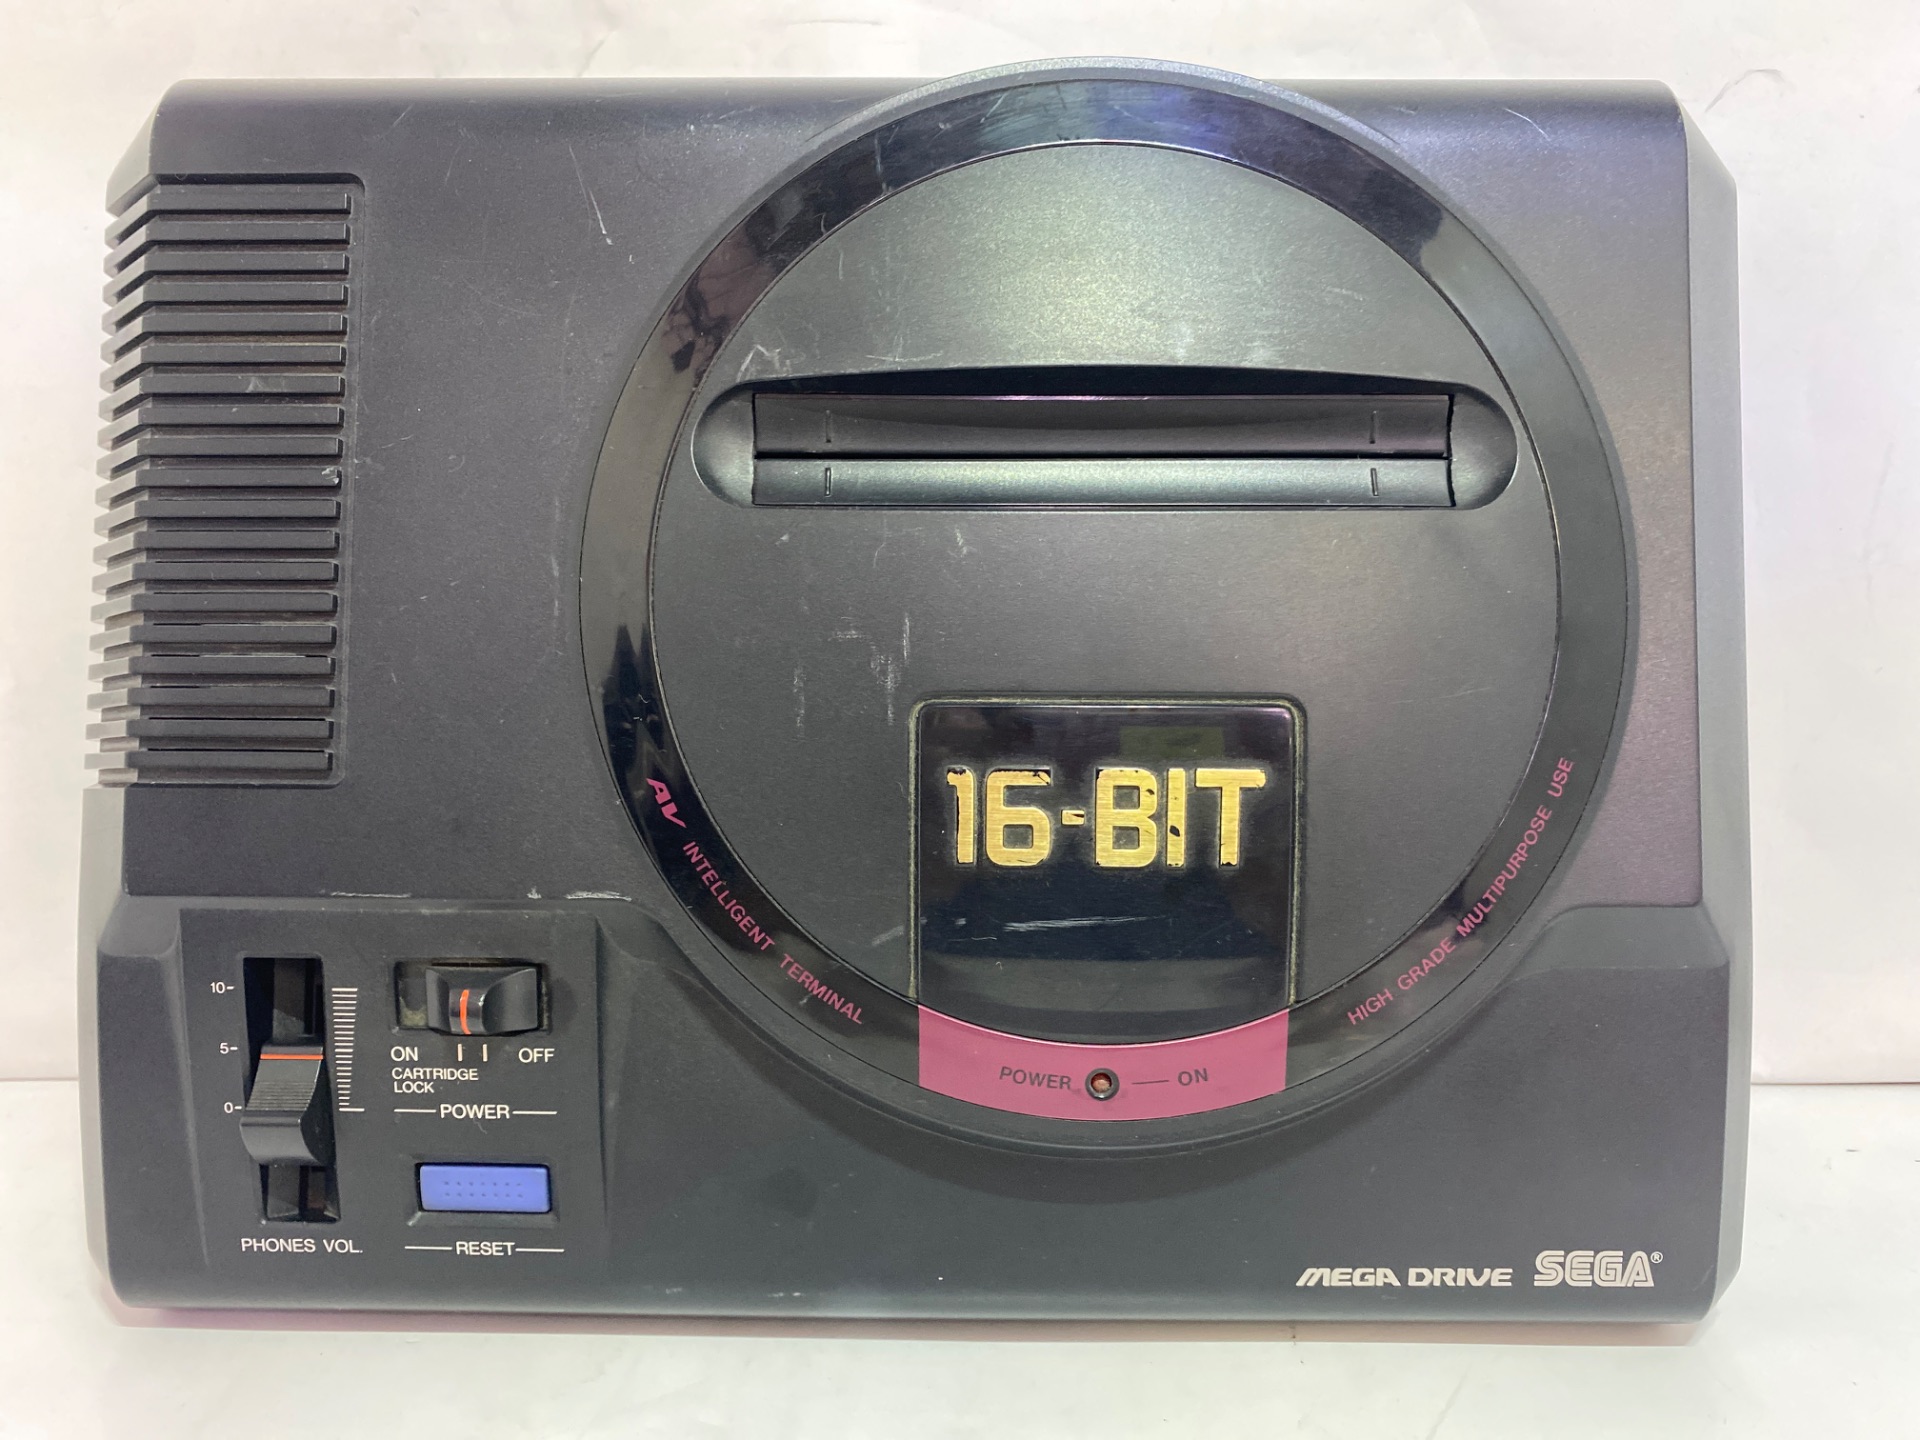 16-BIT
AV INTELLIGENT TERMINAL
HIGH GRADE MULTIPURPOSE USE
POWER — ON
10-
5-
0-
PHONES VOL.
ON OFF
CARTRIDGE
LOCK
POWER
RESET
MEGA DRIVE SEGA®